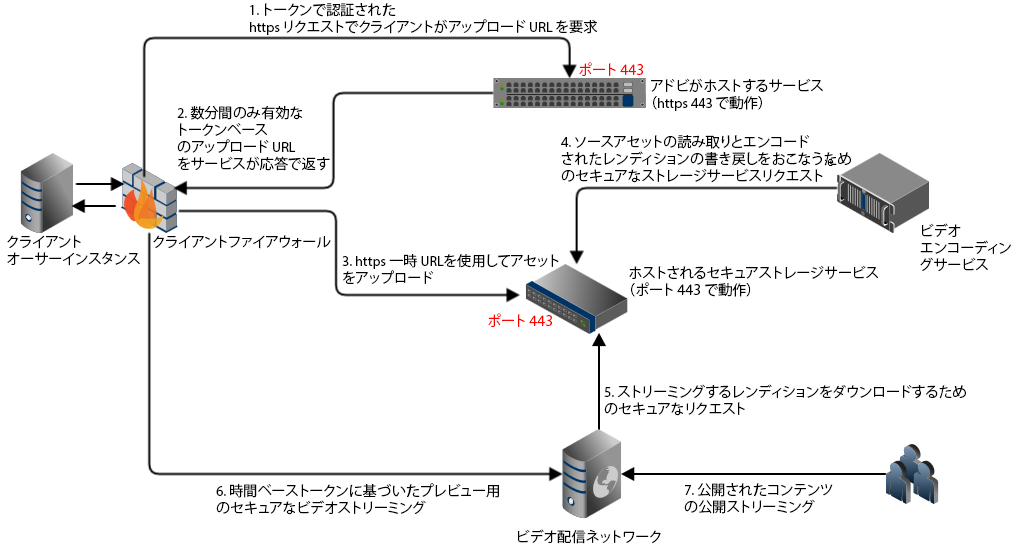 1. トークンで認証された
https リクエストでクライアントがアップロード URL を要求
ポート 443
アドビがホストするサービス
（https 443 で動作）
2. 数分間のみ有効な
トークンベース
のアップロード URL
をサービスが応答で返す
4. ソースアセットの読み取りとエンコード
されたレンディションの書き戻しをおこなうため
のセキュアなストレージサービスリクエスト
クライアント
オーサーインスタンス
クライアントファイアウォール
ビデオ
エンコーディン
グサービス
3. https 一時 URLを使用してアセット
をアップロード
ホストされるセキュアストレージサービス
（ポート 443 で動作）
ポート 443
5. ストリーミングするレンディションをダウンロードするため
のセキュアなリクエスト
6. 時間ベーストークンに基づいたプレビュー用
のセキュアなビデオストリーミング
7. 公開されたコンテンツ
の公開ストリーミング
ビデオ配信ネットワーク